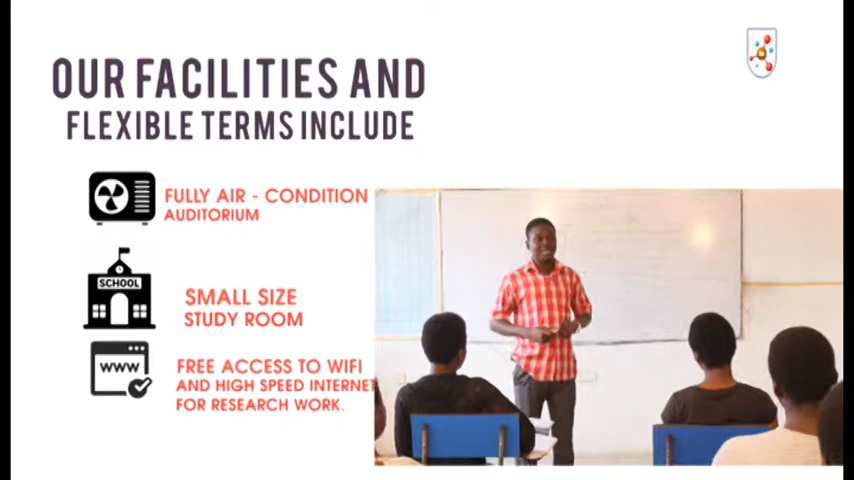 OUR FACILITIES AND
FLEXIBLE TERMS INCLUDE
FULLY AIR - CONDITION
AUDITORIUM
SCHOOL
SMALL SIZE
STUDY ROOM
WWW
FREE ACCESS TO WIFI
AND HIGH SPEED INTERNET
FOR RESEARCH WORK.